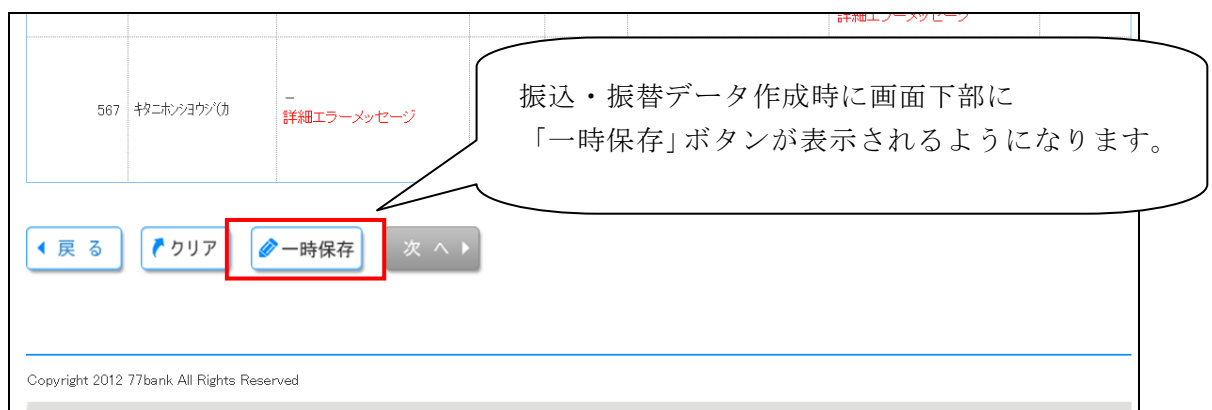 詳細エラーメッセージ
567 ｷﾀﾆﾎﾝｼﾖｳｼﾞ(ｶ
－
詳細エラーメッセージ
振込・振替データ作成時に画面下部に
「一時保存」ボタンが表示されるようになります。
戻 る
クリア
一時保存
次 へ
Copyright 2012 77bank All Rights Reserved